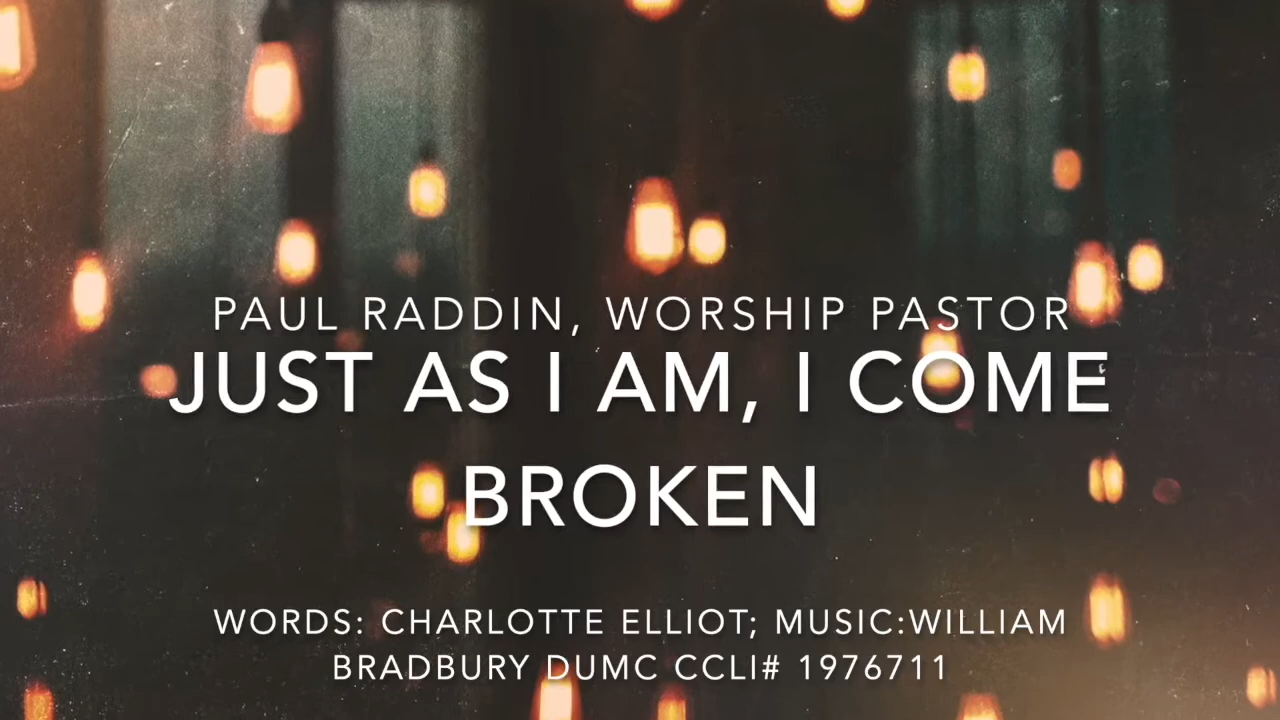 PAUL RADDIN, WORSHIP PASTOR
JUST AS I AM, I COME
BROKEN
WORDS: CHARLOTTE ELLIOT; MUSIC:WILLIAM
BRADBURY DUMC CCLI# 1976711